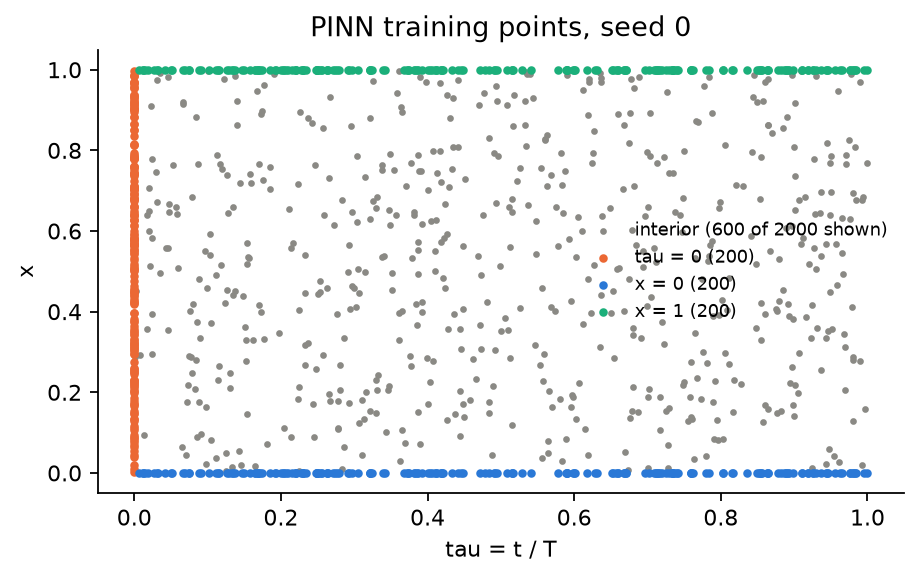 PINN training points, seed 0
1.0
0.8
0.6
0.4
0.2
0.0
x
interior (600 of 2000 shown)
tau = 0 (200)
x = 0 (200)
x = 1 (200)
0.0 0.2 0.4 0.6 0.8 1.0
tau = t / T